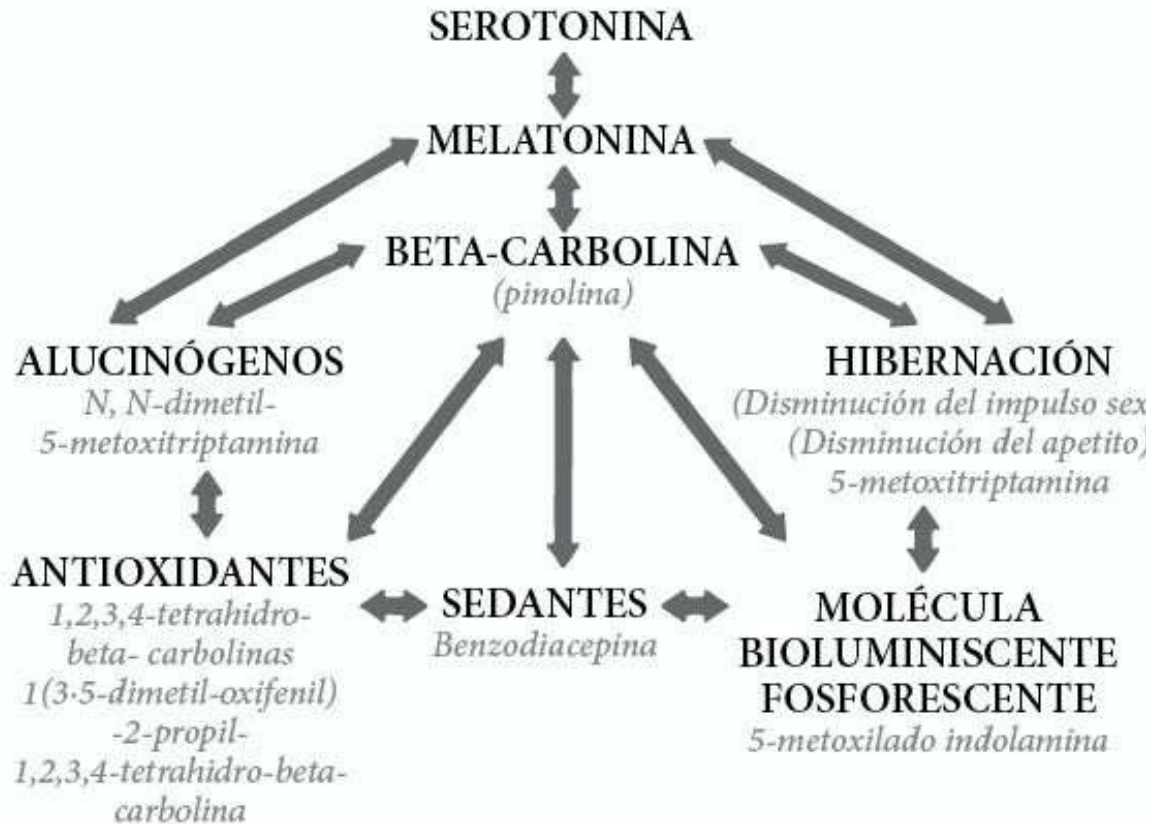 SEROTONINA
MELATONINA
BETA-CARBOLINA
(pinolina)
ALUCINÓGENOS
N, N-dimetil-
5-metoxitriptamina
HIBERNACIÓN
(Disminución del impulso sex
(Disminución del apetito)
5-metoxitriptamina
ANTIOXIDANTES
1,2,3,4-tetrahidro-
beta- carbolinas
1(3·5-dimetil-oxifenil)
-2-propil-
1,2,3,4-tetrahidro-beta-
carbolina
SEDANTES
Benzodiacepina
MOLÉCULA
BIOLUMINISCENTE
FOSFORESCENTE
5-metoxilado indolamina